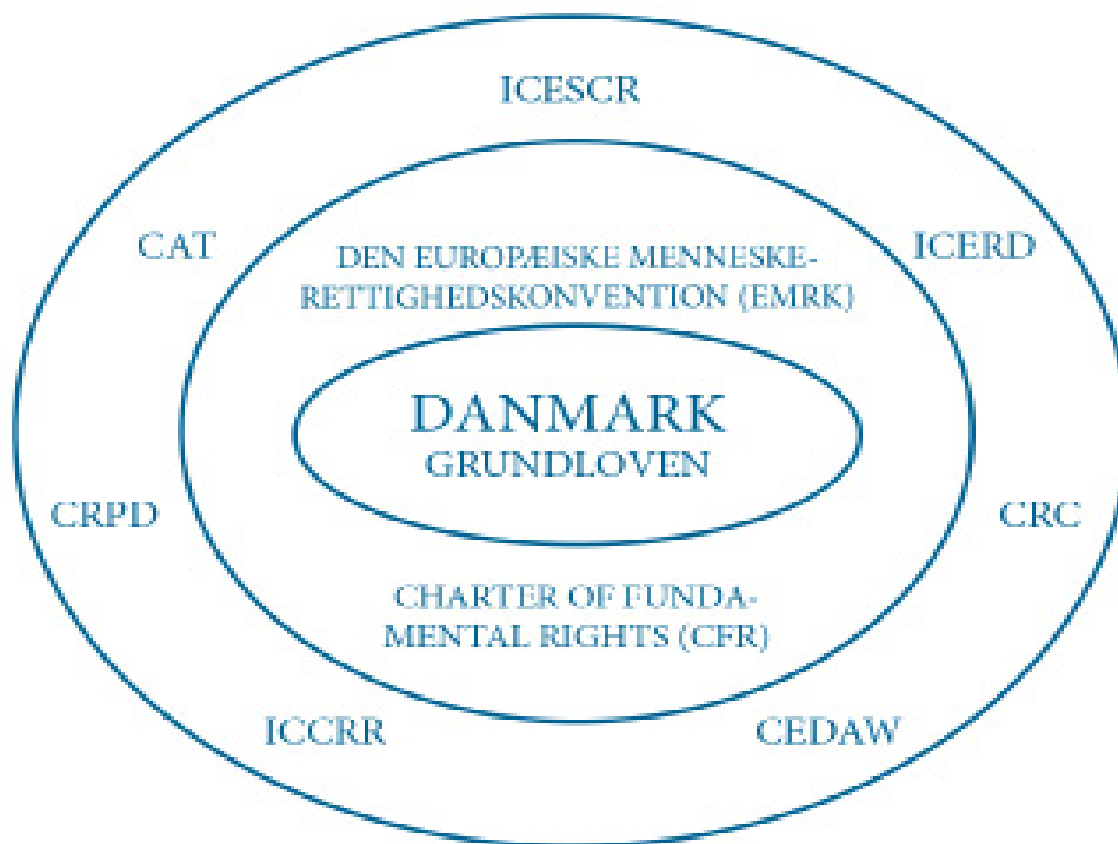 ICESCR
CAT
ICERD
DEN EUROPÆISKE MENNESKE-
RETTIGHEDSKONVENTION (EMRK)
DANMARK
GRUNDLOVEN
CRPD
CRC
CHARTER OF FUNDA-
MENTAL RIGHTS (CFR)
ICCRR
CEDAW